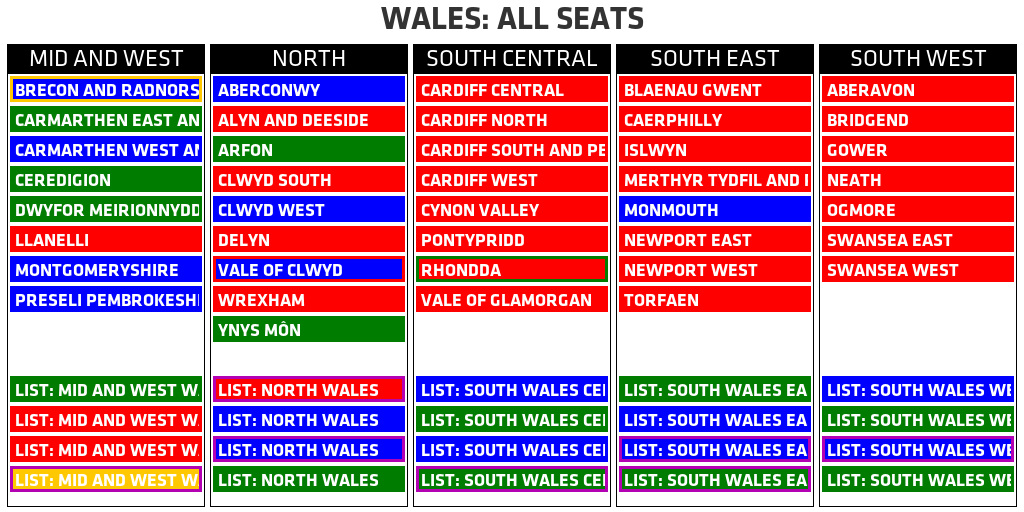 WALES: ALL SEATS
MID AND WEST
BRECON AND RADNORS
CARMARTHEN EAST AN
CARMARTHEN WEST AN
CEREDIGION
DWYFOR MEIRIONNYDD
LLANELLI
MONTGOMERYSHIRE
PRESELI PEMBROKESHI
LIST: MID AND WEST W
LIST: MID AND WEST W
LIST: MID AND WEST W
LIST: MID AND WEST W
NORTH
ABERCONWY
ALYN AND DEESIDE
ARFON
CLWYD SOUTH
CLWYD WEST
DELYN
VALE OF CLWYD
WREXHAM
YNYS MÔN
LIST: NORTH WALES
LIST: NORTH WALES
LIST: NORTH WALES
LIST: NORTH WALES
SOUTH CENTRAL
CARDIFF CENTRAL
CARDIFF NORTH
CARDIFF SOUTH AND PE
CARDIFF WEST
CYNON VALLEY
PONTYPRIDD
RHONDDA
VALE OF GLAMORGAN
LIST: SOUTH WALES CE
LIST: SOUTH WALES CE
LIST: SOUTH WALES CE
LIST: SOUTH WALES CE
SOUTH EAST
BLAENAU GWENT
CAERPHILLY
ISLWYN
MERTHYR TYDFIL AND
MONMOUTH
NEWPORT EAST
NEWPORT WEST
TORFAEN
LIST: SOUTH WALES EA
LIST: SOUTH WALES EA
LIST: SOUTH WALES EA
LIST: SOUTH WALES EA
SOUTH WEST
ABERAVON
BRIDGEND
GOWER
NEATH
OGMORE
SWANSEA EAST
SWANSEA WEST
LIST: SOUTH WALES WE
LIST: SOUTH WALES WE
LIST: SOUTH WALES WE
LIST: SOUTH WALES WE